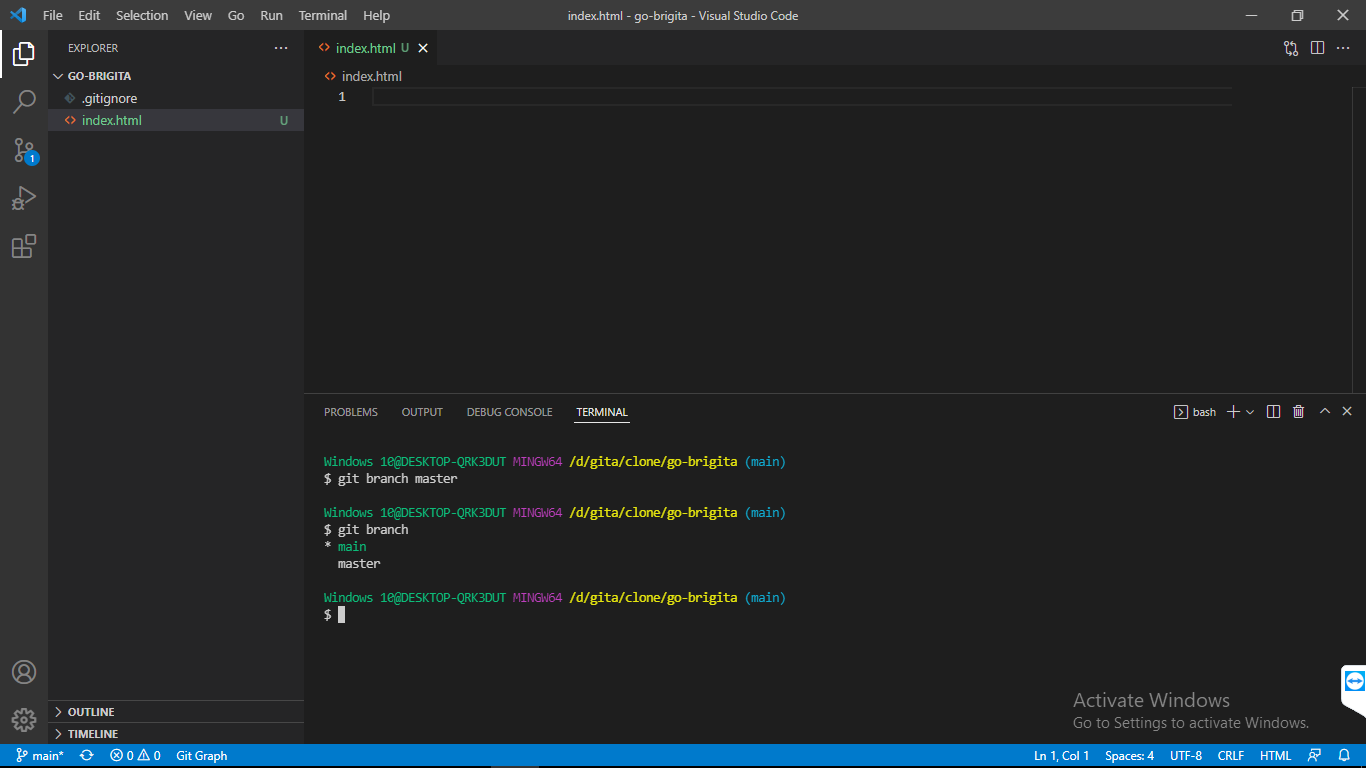 File Edit Selection View Go Run Terminal Help
index.html - go-brigita - Visual Studio Code
EXPLORER
GO-BRIGITA
.gitignore
index.html U
1
OUTLINE
TIMELINE
index.html U
index.html
1
PROBLEMS OUTPUT DEBUG CONSOLE TERMINAL
bash
Windows 10@DESKTOP-QRK3DUT MINGW64 /d/gita/clone/go-brigita (main)
$ git branch master
Windows 10@DESKTOP-QRK3DUT MINGW64 /d/gita/clone/go-brigita (main)
$ git branch
* main
master
Windows 10@DESKTOP-QRK3DUT MINGW64 /d/gita/clone/go-brigita (main)
$
Activate Windows
Go to Settings to activate Windows.
main* 0 0 Git Graph
Ln 1, Col 1 Spaces: 4 UTF-8 CRLF HTML